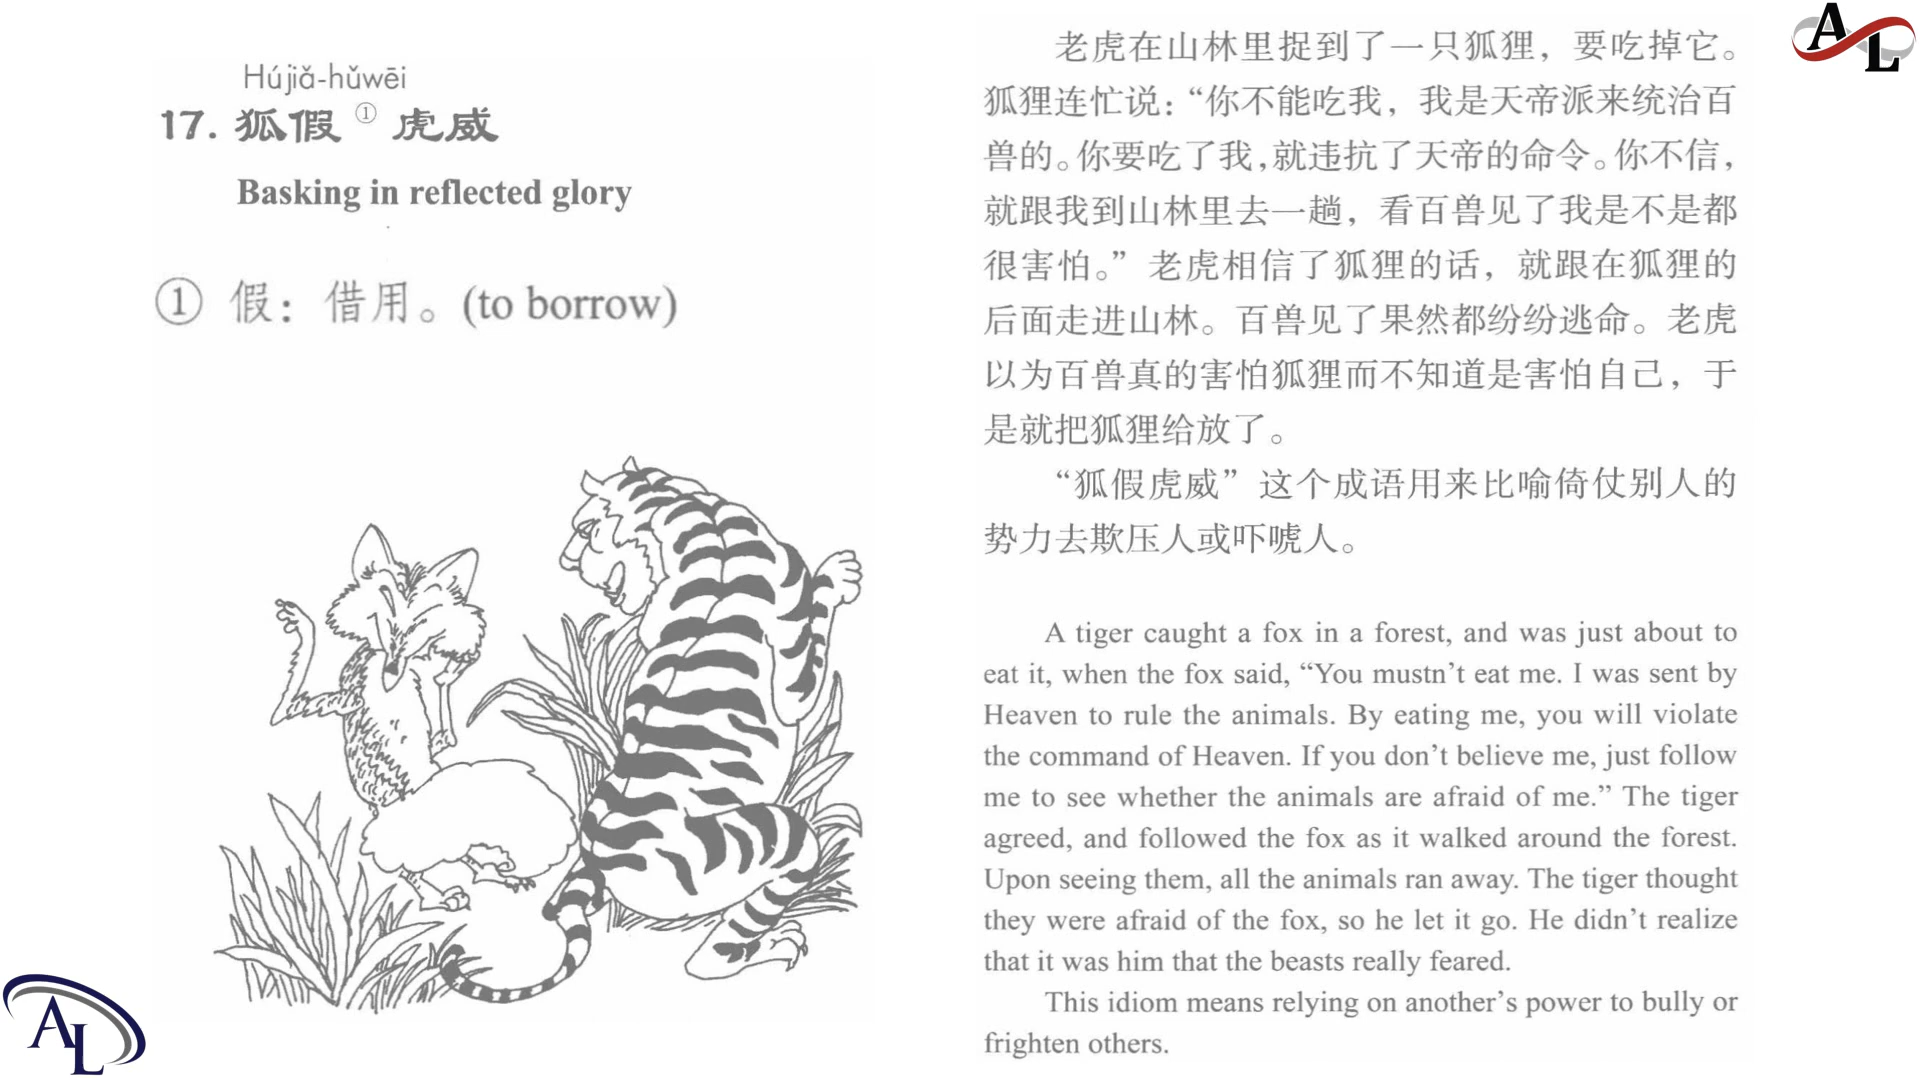 Hújiǎ-hǔwēi
17. 狐假 ① 虎威
Basking in reflected glory
① 假：借用。(to borrow)
老虎在山林里捉到了一只狐狸，要吃掉它。
狐狸连忙说：“你不能吃我，我是天帝派来统治百
兽的。你要吃了我，就违抗了天帝的命令。你不信，
就跟我到山林里去一趟，看百兽见了我是不是都
很害怕。”老虎相信了狐狸的话，就跟在狐狸的
后面走进山林。百兽见了果然都纷纷逃命。老虎
以为百兽真的害怕狐狸而不知道是害怕自己，于
是就把狐狸给放了。
“狐假虎威”这个成语用来比喻倚仗别人的
势力去欺压人或吓唬人。
A tiger caught a fox in a forest, and was just about to
eat it, when the fox said, “You mustn’t eat me. I was sent by
Heaven to rule the animals. By eating me, you will violate
the command of Heaven. If you don’t believe me, just follow
me to see whether the animals are afraid of me.” The tiger
agreed, and followed the fox as it walked around the forest.
Upon seeing them, all the animals ran away. The tiger thought
they were afraid of the fox, so he let it go. He didn’t realize
that it was him that the beasts really feared.
This idiom means relying on another’s power to bully or
frighten others.
AL
AL